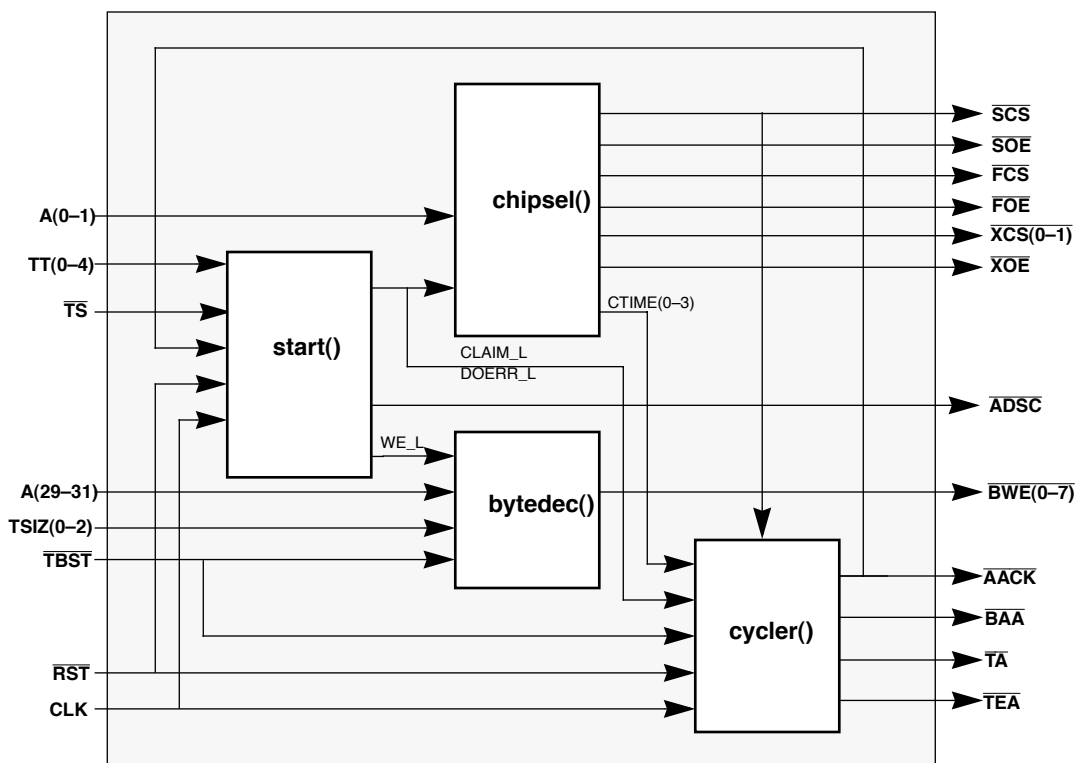 SCS
SOE
FCS
chipsel()
FOE
A(0–1)
XCS(0–1)
TT(0–4)
XOE
CTIME(0–3)
TS
start()
CLAIM_L
DOERR_L
ADSC
WE_L
A(29–31)
bytedec()
BWE(0–7)
TSIZ(0–2)
TBST
AACK
BAA
cycler()
TA
RST
TEA
CLK